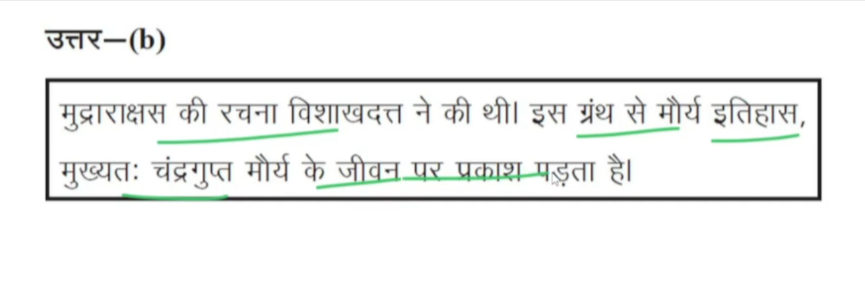 उत्तर–(b)
मुद्राराक्षस की रचना विशाखदत्त ने की थी। इस ग्रंथ से मौर्य इतिहास,
मुख्यतः चंद्रगुप्त मौर्य के जीवन पर प्रकाश पड़ता है।